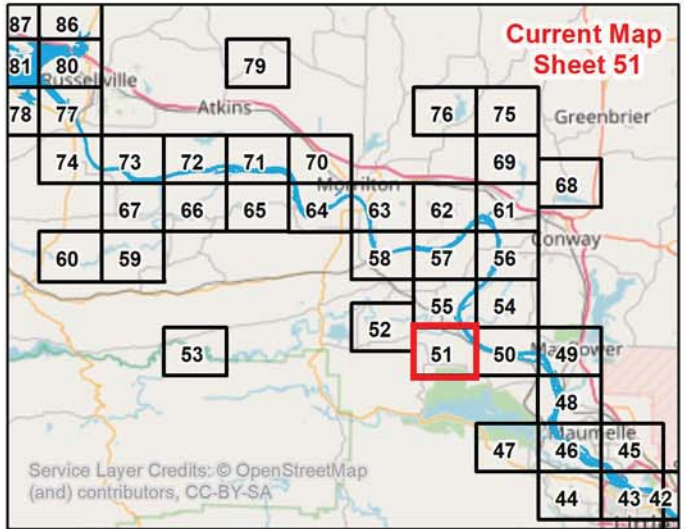 87 86
Current Map
Sheet 51
81 80
Russellville
79
78 77
Atkins
76 75
Greenbrier
74 73 72 71 70
69
Morrilton
68
67 66 65 64 63 62 61
Conway
60 59
58 57 56
55 54
52
53
51 50 49
48
Maumelle
47 46 45
Service Layer Credits: © OpenStreetMap
(and) contributors, CC-BY-SA
44 43 42